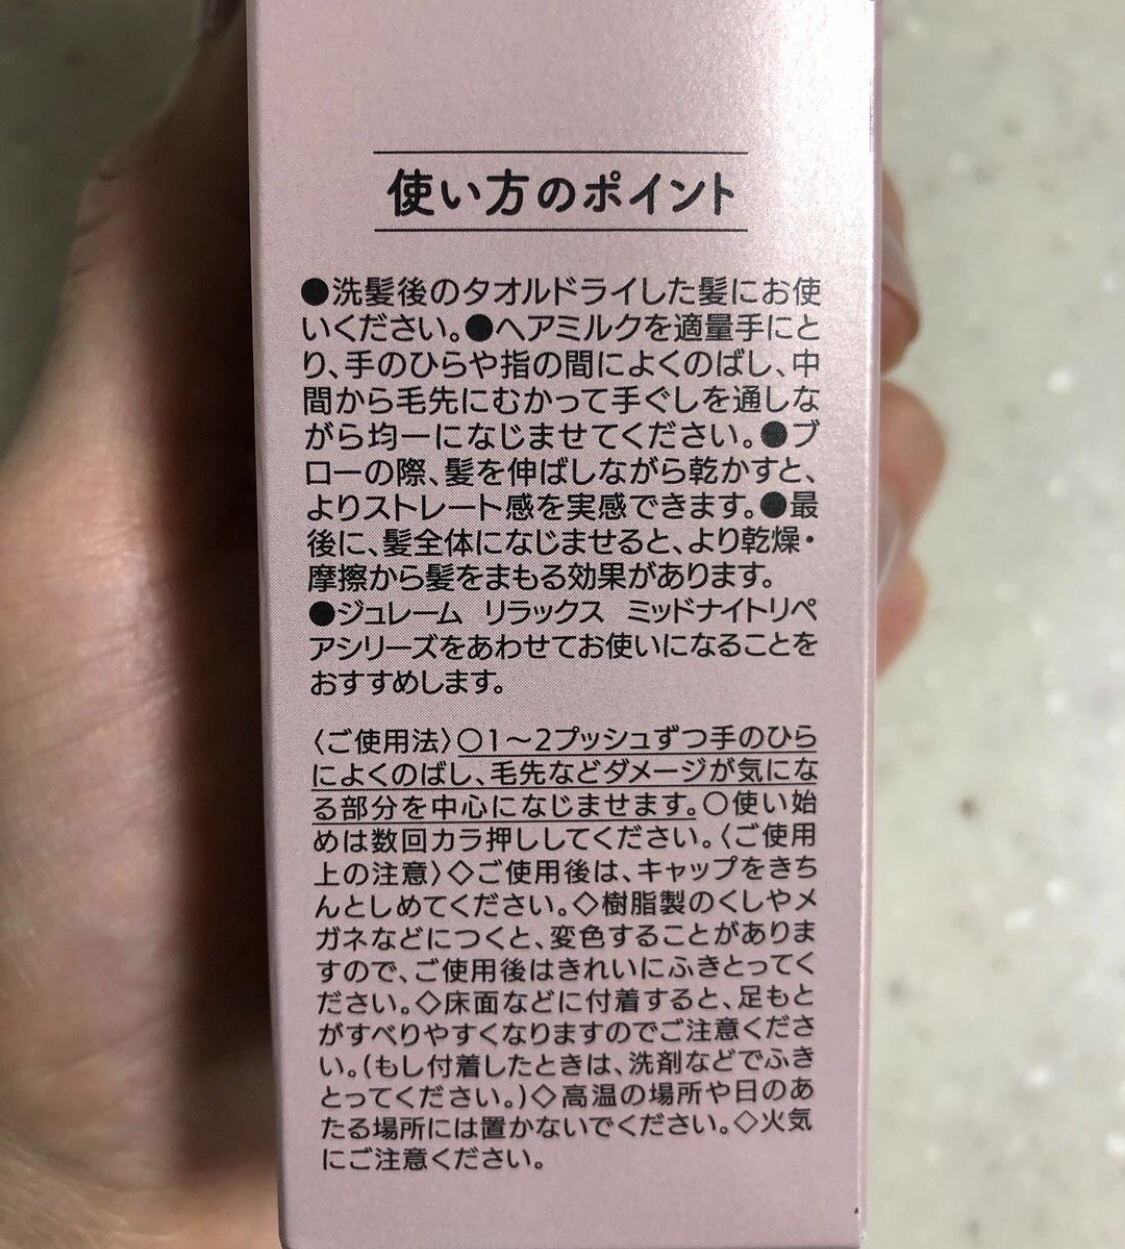 使い方のポイント
●洗髪後のタオルドライした髪にお使
いください。●ヘアミルクを適量手にと
り、手のひらや指の間によくのばし、中
間から毛先にむかって手ぐしを通しな
がら均一になじませてください。●ブ
ローの際、髪を伸ばしながら乾かすと、
よりストレート感を実感できます。●最
後に、髪全体になじませると、より乾燥・
摩擦から髪をまもる効果があります。
●ジュレーム リラックス ミッドナイトリペ
アシリーズをあわせてお使いになることを
おすすめします。
〈ご使用法〉○1〜2プッシュずつ手のひら
によくのばし、毛先などダメージが気にな
る部分を中心になじませます。○使い始
めは数回カラ押ししてください。〈ご使用
上の注意〉◇ご使用後は、キャップをきち
んとしめてください。◇樹脂製のくしやメ
ガネなどにつくと、変色することがありま
すので、ご使用後はきれいにふきとってく
ださい。◇床面などに付着すると、足もと
がすべりやすくなりますのでご注意くださ
い。(もし付着したときは、洗剤などでふき
とってください。)◇高温の場所や日のあ
たる場所には置かないでください。◇火気
にご注意ください。